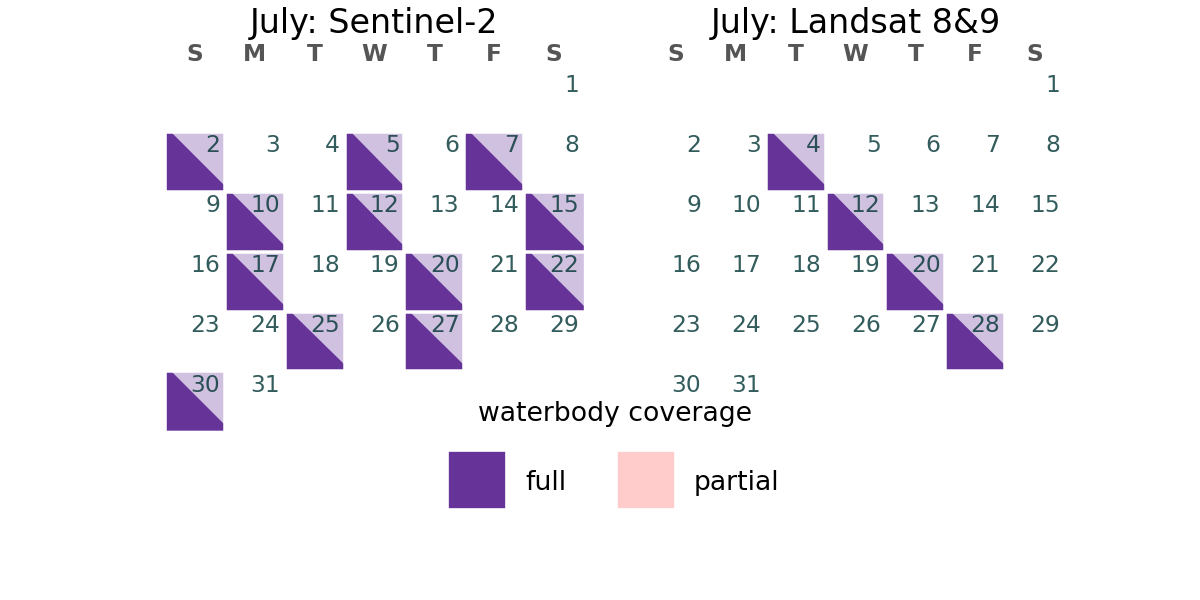 July: Sentinel-2
S M T W T F S
1
2 3 4 5 6 7 8
9 10 11 12 13 14 15
16 17 18 19 20 21 22
23 24 25 26 27 28 29
30 31
July: Landsat 8&9
S M T W T F S
1
2 3 4 5 6 7 8
9 10 11 12 13 14 15
16 17 18 19 20 21 22
23 24 25 26 27 28 29
30 31
waterbody coverage
full partial